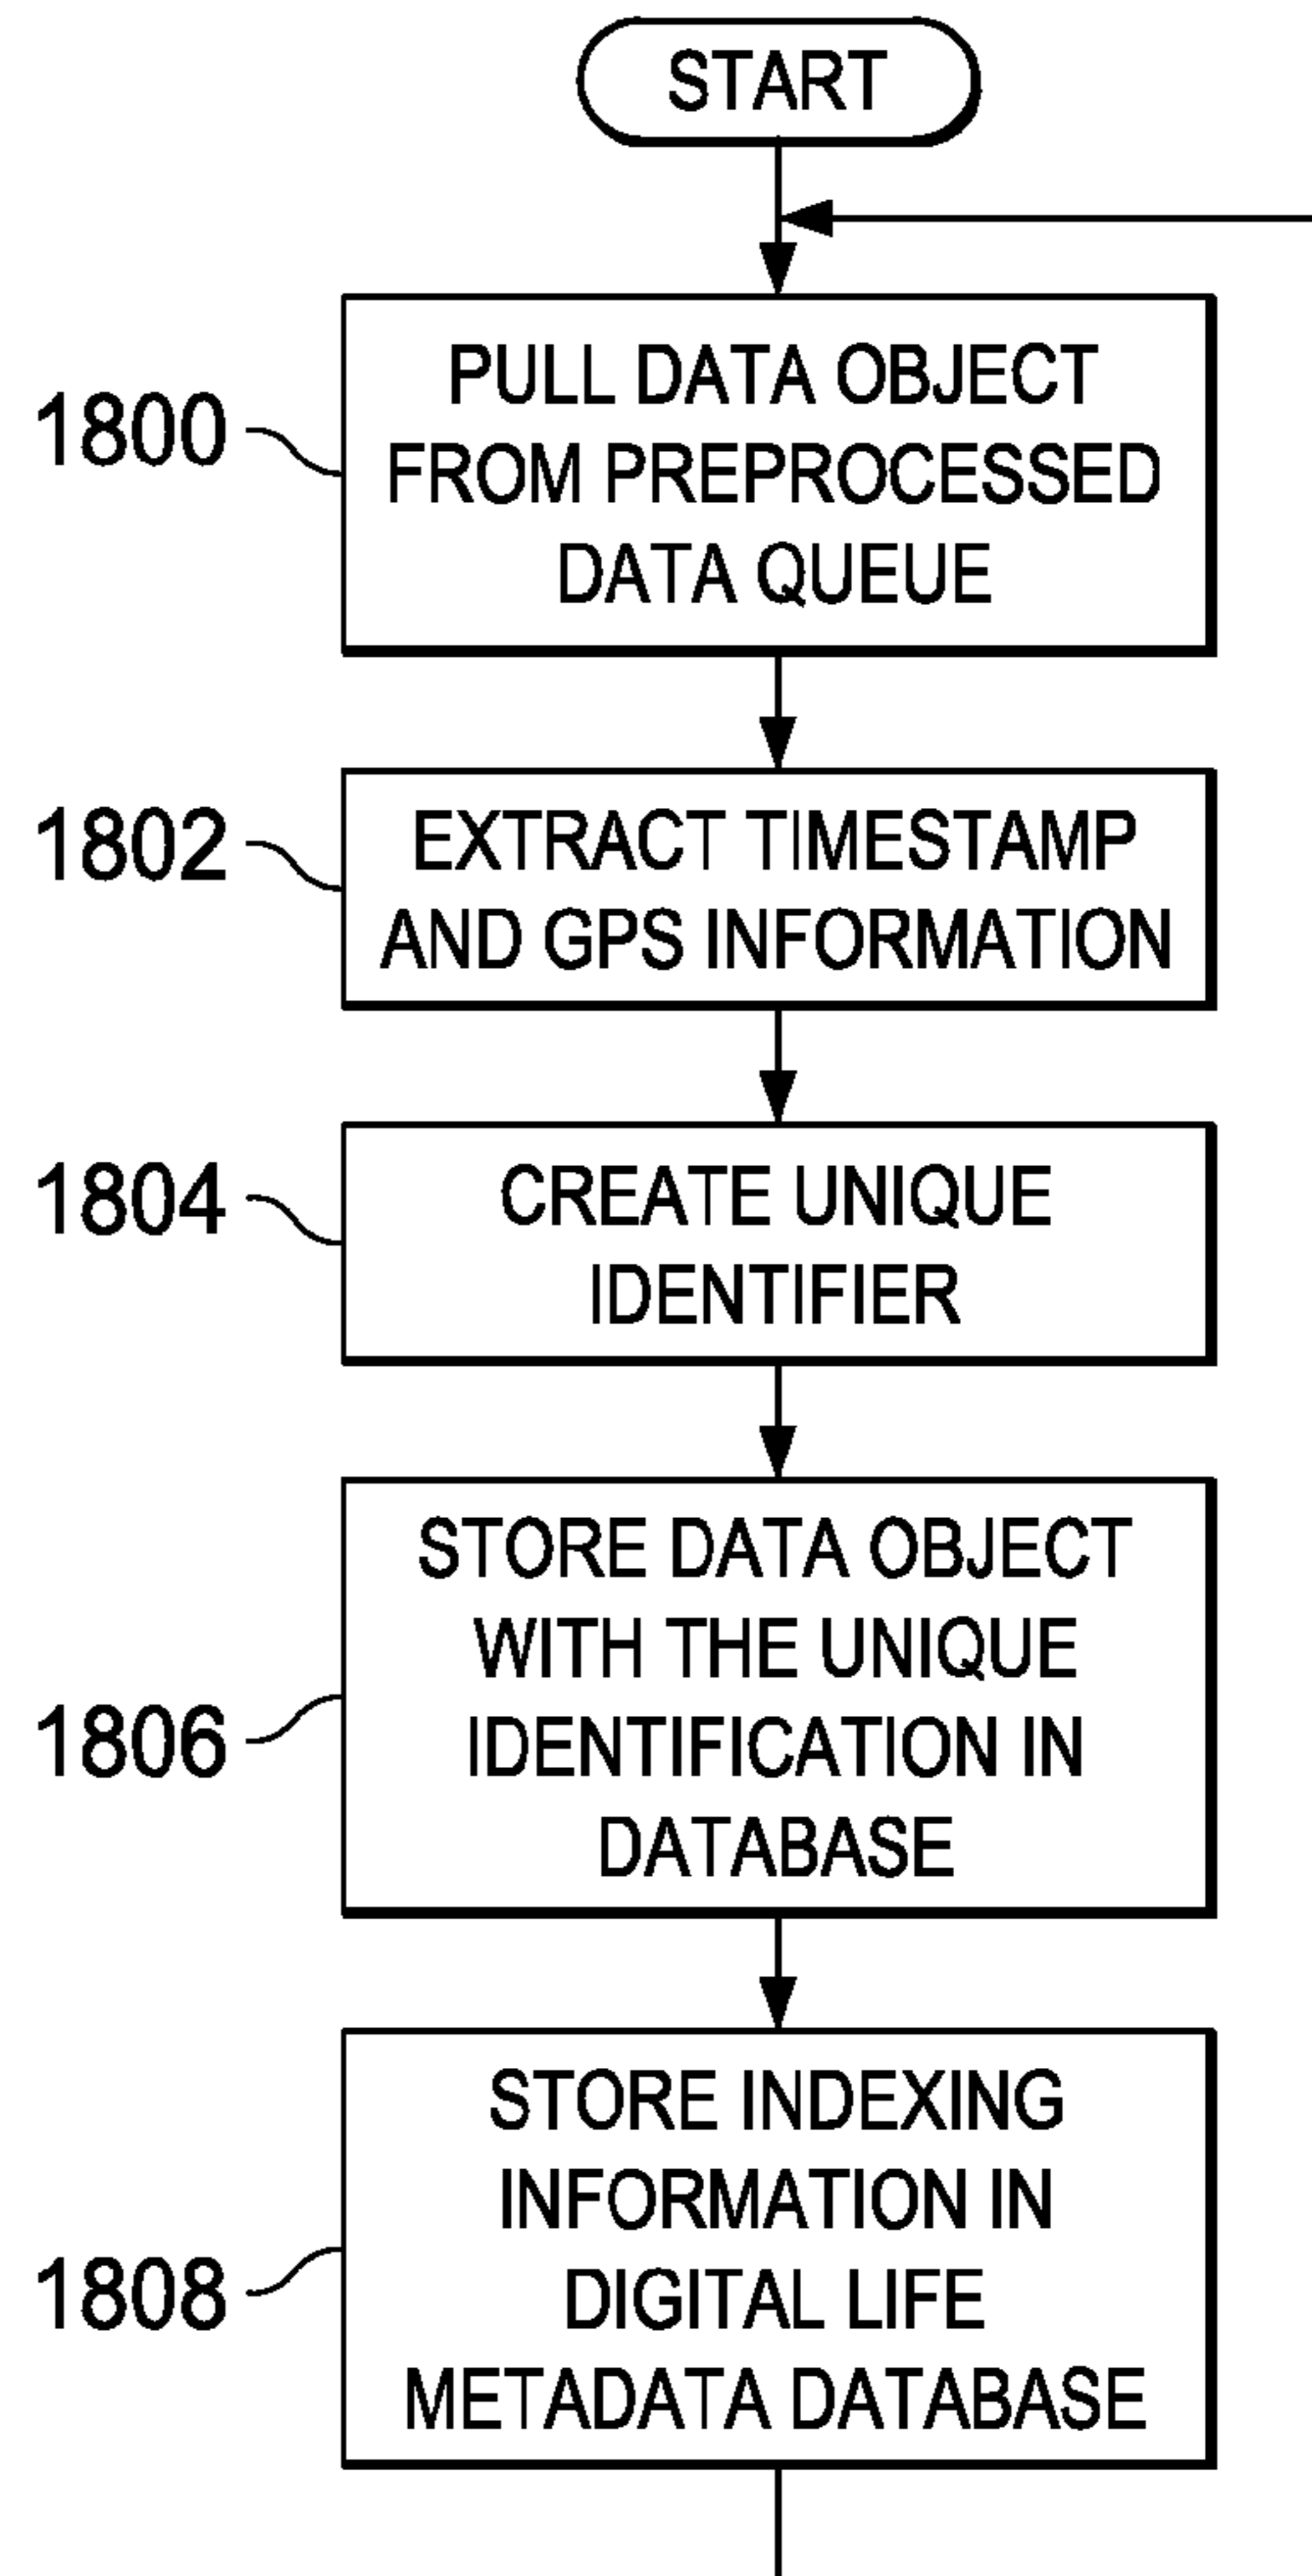 START
1800
PULL DATA OBJECT
FROM PREPROCESSED
DATA QUEUE
1802
EXTRACT TIMESTAMP
AND GPS INFORMATION
1804
CREATE UNIQUE
IDENTIFIER
1806
STORE DATA OBJECT
WITH THE UNIQUE
IDENTIFICATION IN
DATABASE
1808
STORE INDEXING
INFORMATION IN
DIGITAL LIFE
METADATA DATABASE